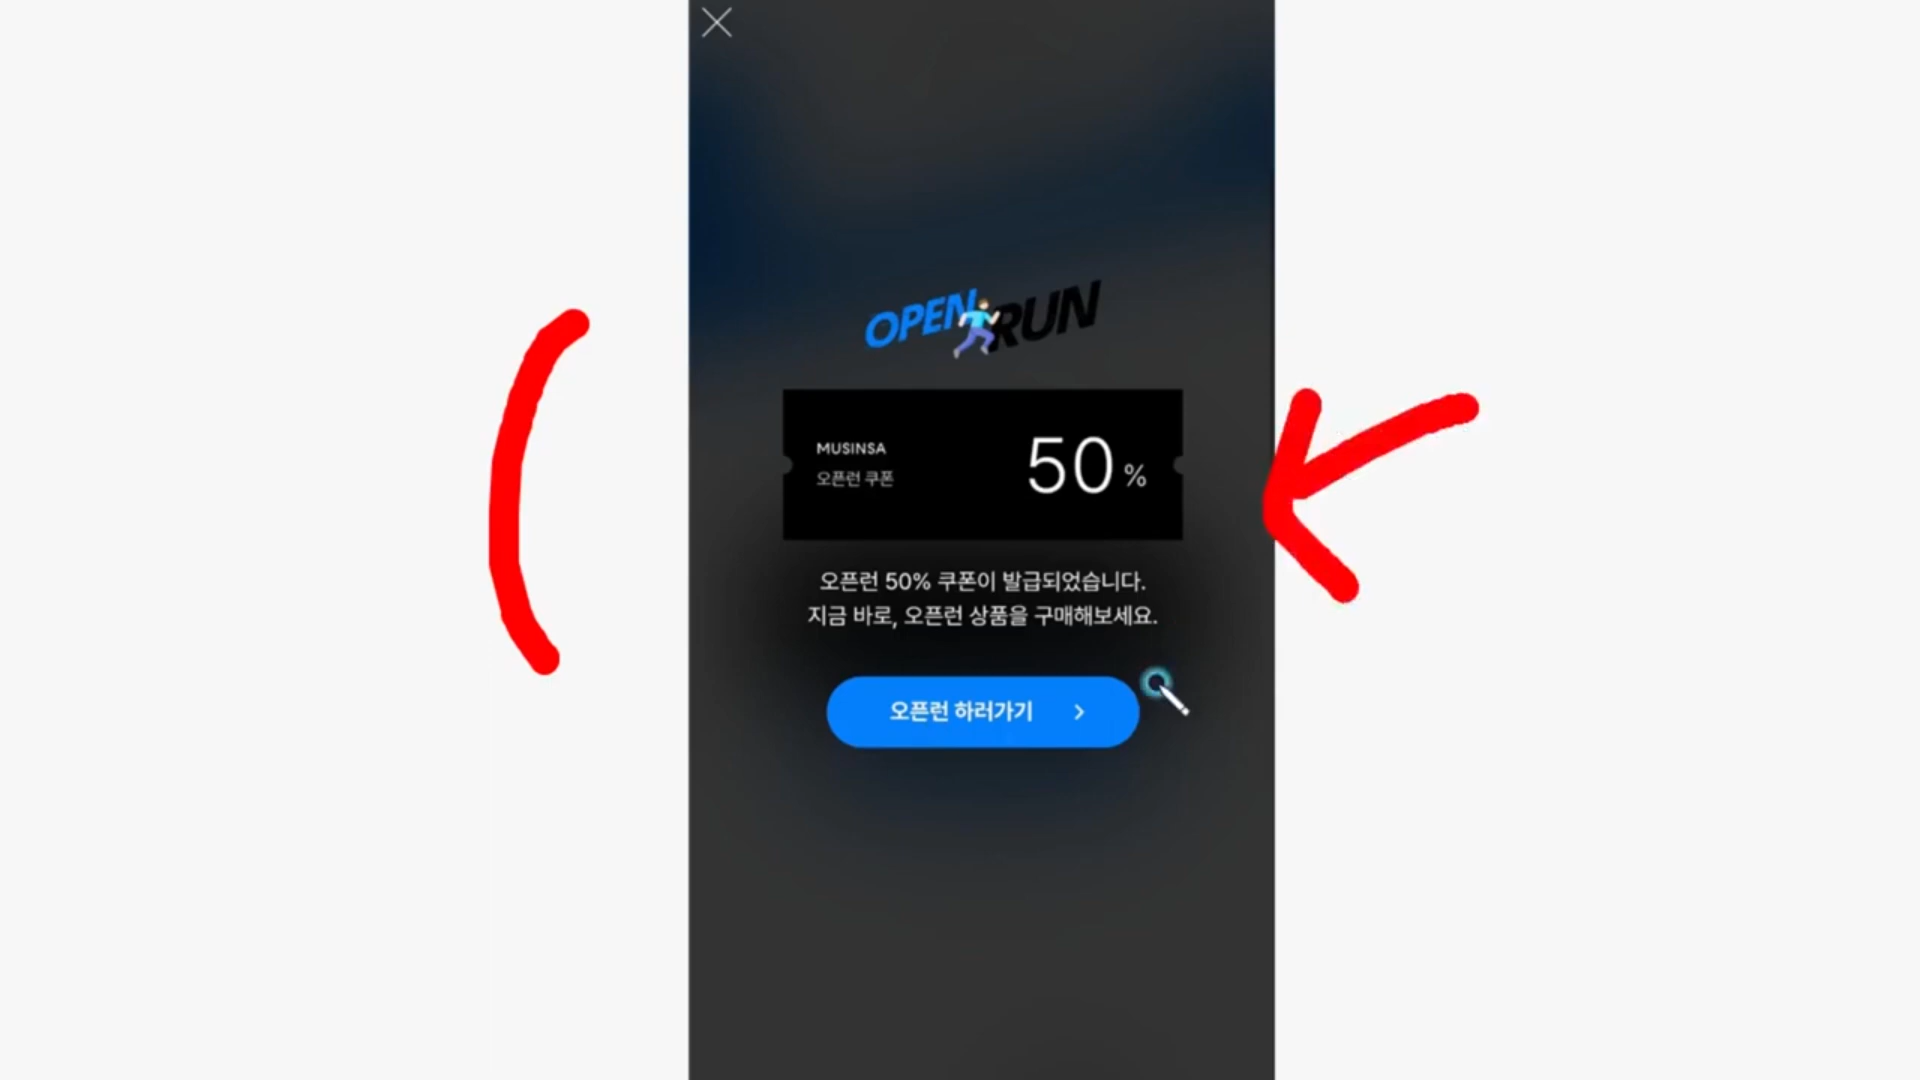 OPEN RUN
MUSINSA
오픈런 쿠폰
50 %
오픈런 50% 쿠폰이 발급되었습니다.
지금 바로, 오픈런 상품을 구매해보세요.
오픈런 하러가기